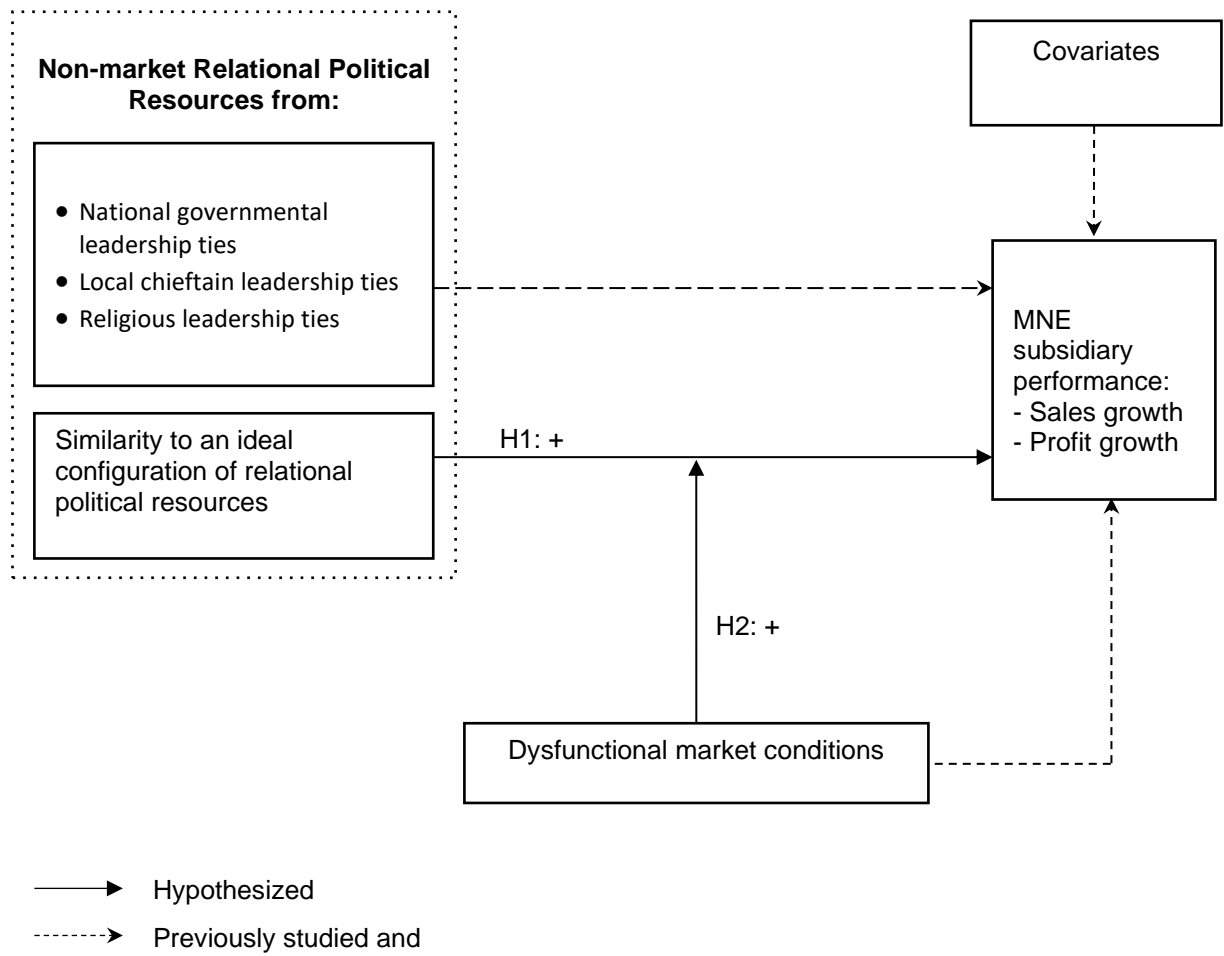 Non-market Relational Political
Resources from:
• National governmental
leadership ties
• Local chieftain leadership ties
• Religious leadership ties
Similarity to an ideal
configuration of relational
political resources
H1: +
H2: +
Dysfunctional market conditions
Covariates
MNE
subsidiary
performance:
- Sales growth
- Profit growth
Hypothesized
Previously studied and